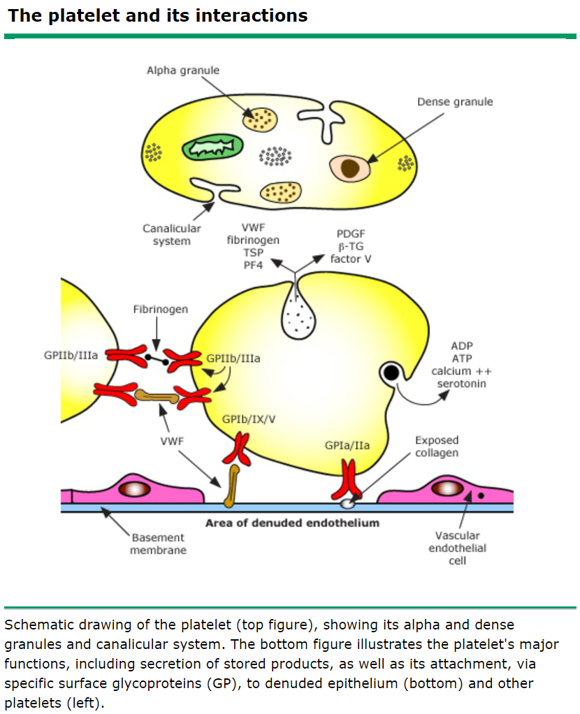 The platelet and its interactions
Alpha granule
Dense granule
Canalicular
system
VWF
fibrinogen
TSP
PF4
PDGF
β-TG
factor V
Fibrinogen
GPIIb/IIIa
GPIIb/IIIa
ADP
ATP
calcium ++
serotonin
VWF
GPIb/IX/V
GPIa/IIa
Exposed
collagen
Area of denuded endothelium
Basement
membrane
Vascular
endothelial
cell
Schematic drawing of the platelet (top figure), showing its alpha and dense
granules and canalicular system. The bottom figure illustrates the platelet's major
functions, including secretion of stored products, as well as its attachment, via
specific surface glycoproteins (GP), to denuded epithelium (bottom) and other
platelets (left).